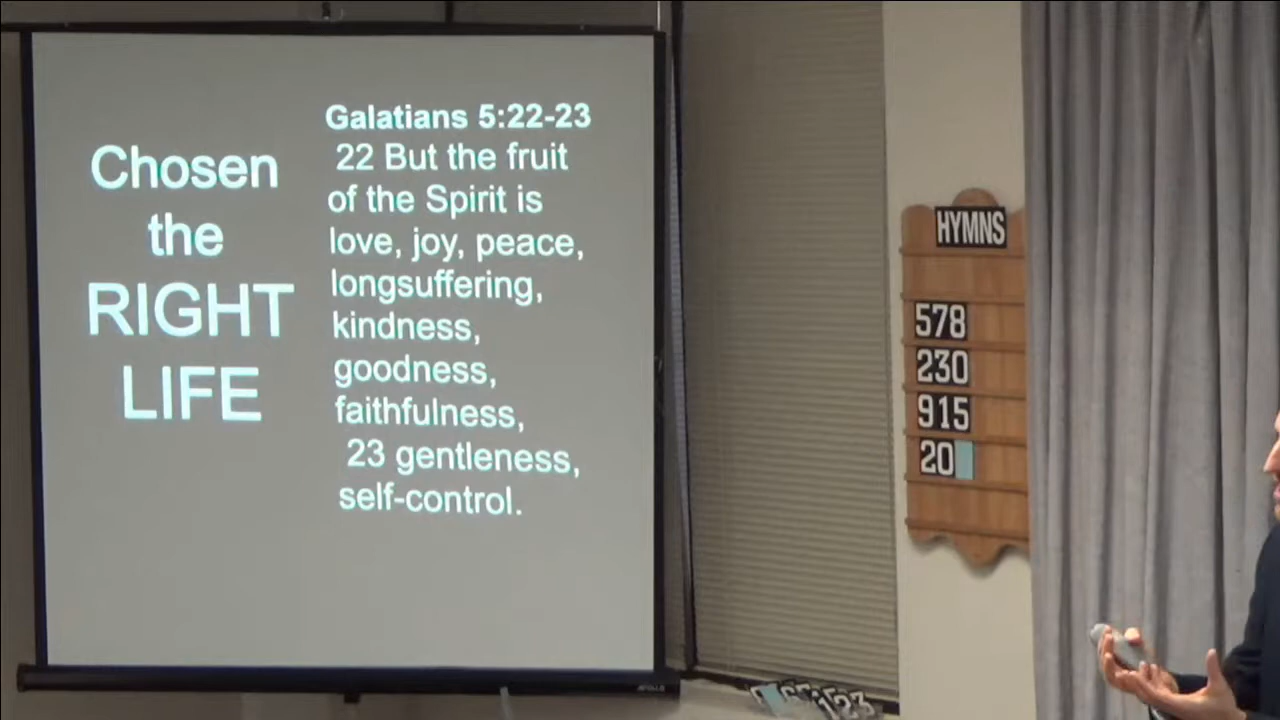 Chosen
the
RIGHT
LIFE
Galatians 5:22-23
22 But the fruit
of the Spirit is
love, joy, peace,
longsuffering,
kindness,
goodness,
faithfulness,
23 gentleness,
self-control.
HYMNS
578
230
915
20